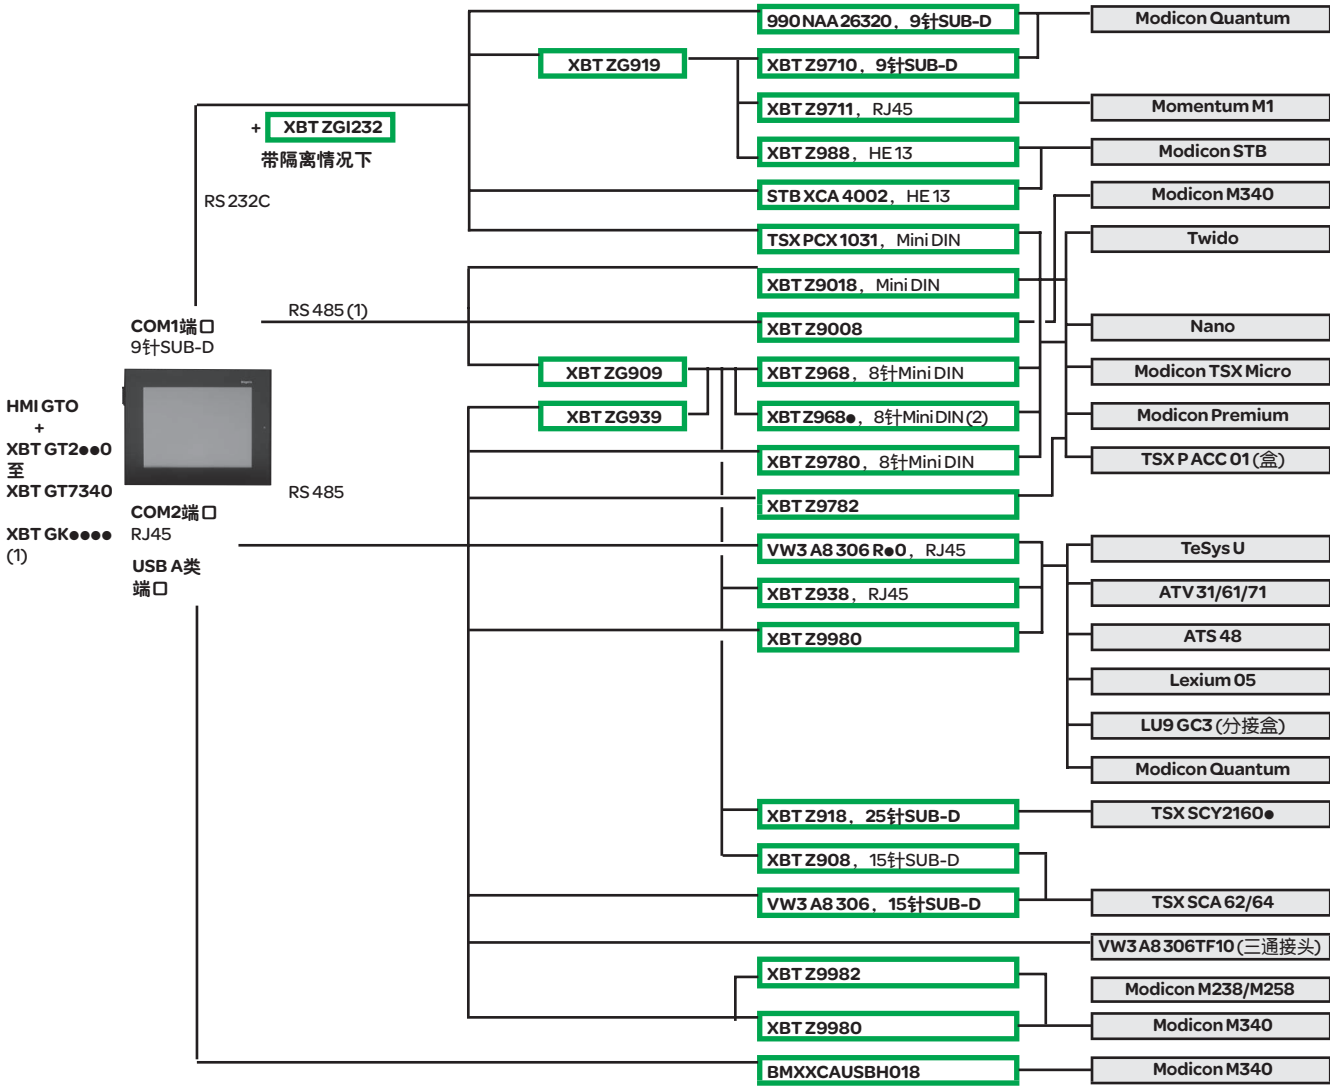 990 NAA 26320，9针SUB-D
Modicon Quantum
XBT ZG919
XBT Z9710，9针SUB-D
XBT Z9711，RJ45
Momentum M1
+ XBT ZGI232
带隔离情况下
XBT Z988，HE 13
Modicon STB
RS 232C
STB XCA 4002，HE 13
Modicon M340
TSX PCX 1031，Mini DIN
Twido
XBT Z9018，Mini DIN
RS 485 (1)
COM1端口
9针SUB-D
XBT Z9008
Nano
XBT ZG909
XBT Z968，8针Mini DIN
Modicon TSX Micro
HMI GTO
+
XBT GT2●●0
至
XBT GT7340
XBT GK●●●●
(1)
XBT ZG939
XBT Z968●，8针Mini DIN (2)
Modicon Premium
XBT Z9780，8针Mini DIN
TSX P ACC 01 (盒)
RS 485
XBT Z9782
COM2端口
RJ45
USB A类
端口
VW3 A8 306 R●0，RJ45
TeSys U
XBT Z938，RJ45
ATV 31/61/71
XBT Z9980
ATS 48
Lexium 05
LU9 GC3 (分接盒)
Modicon Quantum
XBT Z918，25针SUB-D
TSX SCY2160●
XBT Z908，15针SUB-D
VW3 A8 306，15针SUB-D
TSX SCA 62/64
VW3 A8 306TF10 (三通接头)
XBT Z9982
Modicon M238/M258
XBT Z9980
Modicon M340
BMXXCAUSBH018
Modicon M340